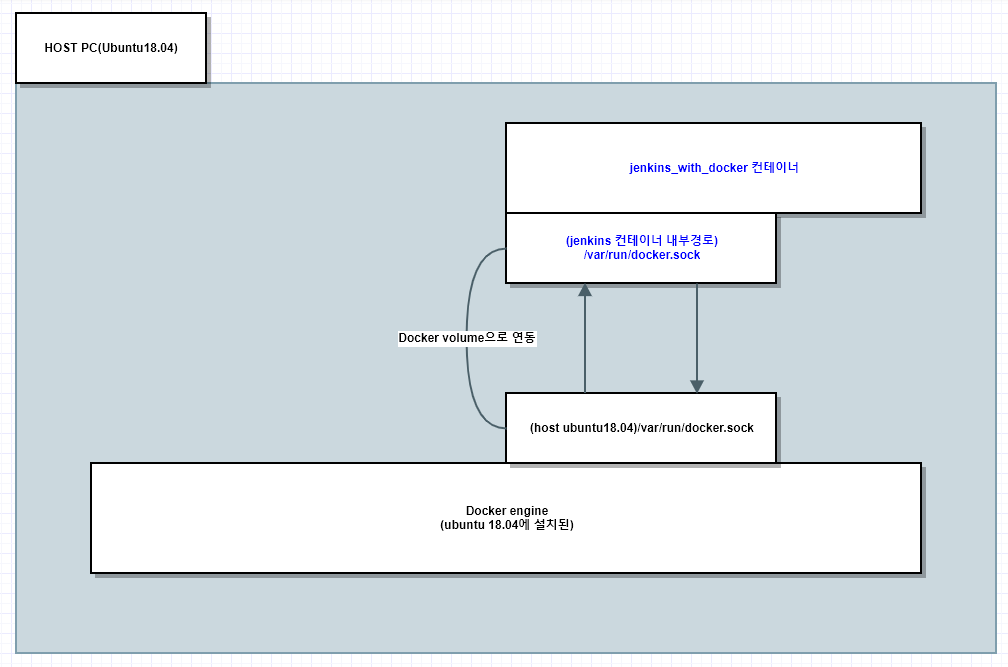 HOST PC(Ubuntu18.04)
jenkins_with_docker 컨테이너
(jenkins 컨테이너 내부경로)
/var/run/docker.sock
Docker volume으로 연동
(host ubuntu18.04)/var/run/docker.sock
Docker engine
(ubuntu 18.04에 설치된)